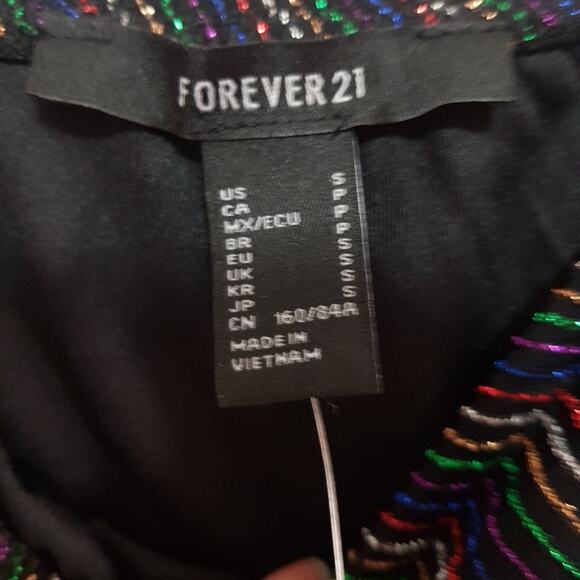 FOREVER 21
US S
CA P
MX/ECU P
BR P
EU S
UK S
KR S
JP S
CN 160/84A
MADE IN
VIETNAM